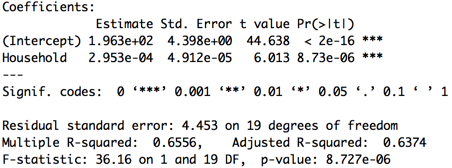 Coefficients:
Estimate Std. Error t value Pr(>|t|)
(Intercept) 1.963e+02 4.398e+00 44.638 < 2e-16 ***
Household 2.953e-04 4.912e-05 6.013 8.73e-06 ***
---
Signif. codes: 0 ‘***’ 0.001 ‘**’ 0.01 ‘*’ 0.05 ‘.’ 0.1 ‘ ’ 1
Residual standard error: 4.453 on 19 degrees of freedom
Multiple R-squared: 0.6556, Adjusted R-squared: 0.6374
F-statistic: 36.16 on 1 and 19 DF, p-value: 8.727e-06